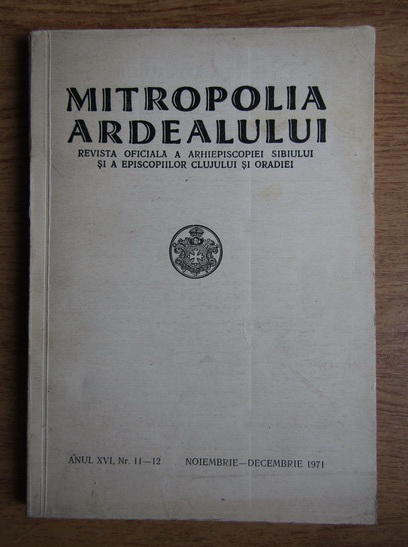 MITROPOLIA
ARDEALULUI
REVISTA OFICIALĂ A ARHIEPISCOPIEI SIBIULUI
ȘI A EPISCOPIILOR CLUJULUI ȘI ORADIEI
ANUL XVI, Nr. 11—12 NOIEMBRIE—DECEMBRIE 1971